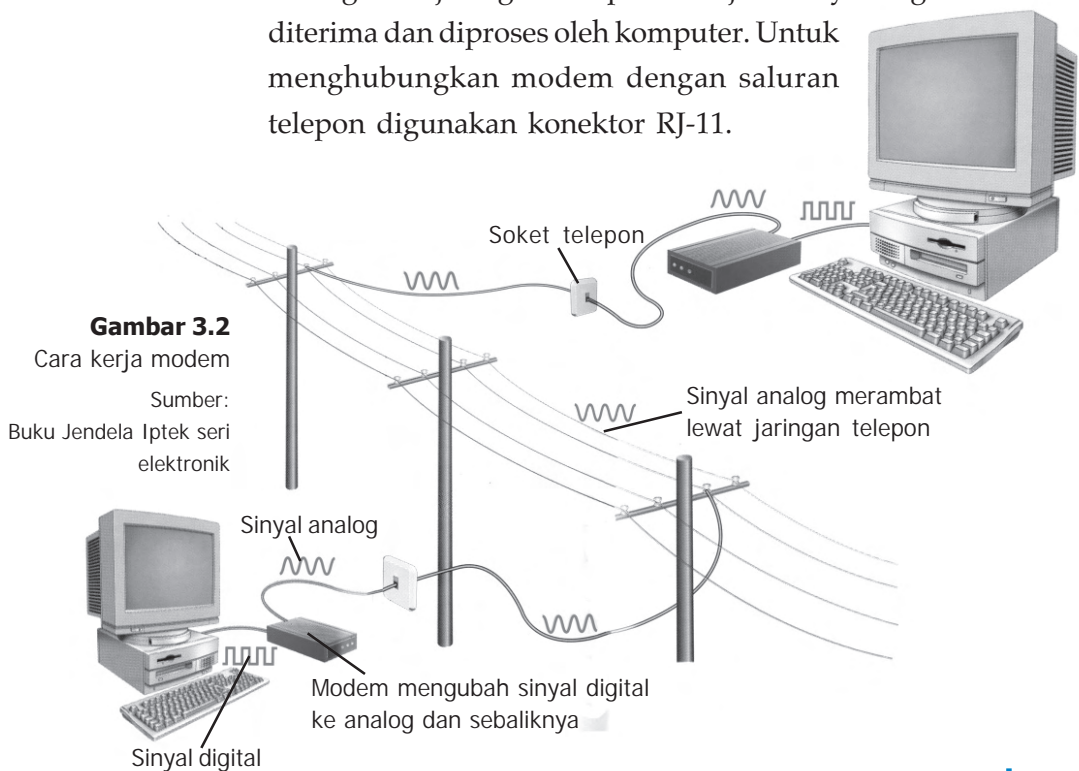 diterima dan diproses oleh komputer. Untuk
menghubungkan modem dengan saluran
telepon digunakan konektor RJ-11.
Soket telepon
Gambar 3.2
Cara kerja modem
Sumber:
Buku Jendela Iptek seri
elektronik
Sinyal analog merambat
lewat jaringan telepon
Sinyal analog
Modem mengubah sinyal digital
ke analog dan sebaliknya
Sinyal digital